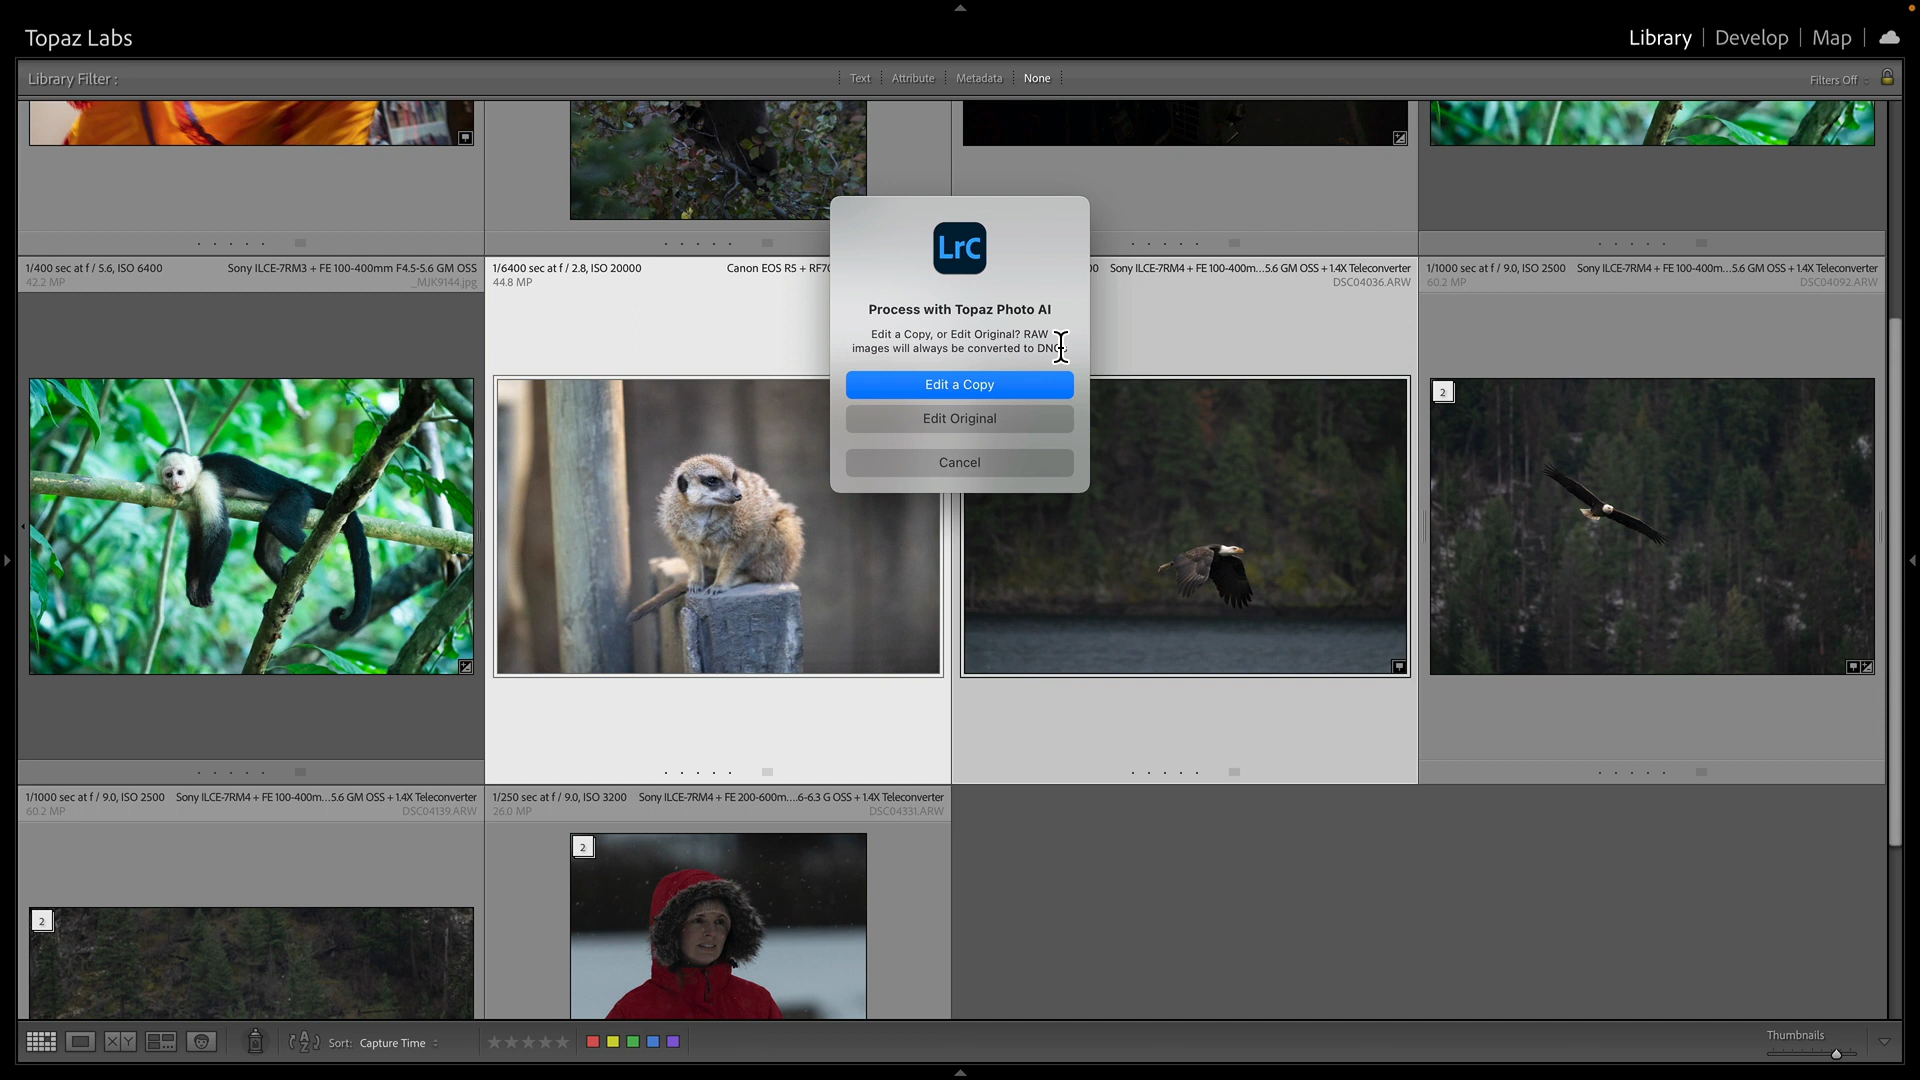 Topaz Labs
Library | Develop | Map
Library Filter :
Text Attribute Metadata None
Filters Off
1/400 sec at f / 5.6, ISO 6400 Sony ILCE-7RM3 + FE 100-400mm F4.5-5.6 GM OSS
42.2 MP _MJK9144.jpg
1/6400 sec at f / 2.8, ISO 20000 Canon EOS R5 + RF70
44.8 MP
00 Sony ILCE-7RM4 + FE 100-400m…5.6 GM OSS + 1.4X Teleconverter
DSC04036.ARW
1/1000 sec at f / 9.0, ISO 2500 Sony ILCE-7RM4 + FE 100-400m…5.6 GM OSS + 1.4X Teleconverter
60.2 MP DSC04092.ARW
LrC
Process with Topaz Photo AI
Edit a Copy, or Edit Original? RAW
images will always be converted to
Edit a Copy
Edit Original
Cancel
2
1/1000 sec at f / 9.0, ISO 2500 Sony ILCE-7RM4 + FE 100-400m…5.6 GM OSS + 1.4X Teleconverter
60.2 MP DSC04139.ARW
1/250 sec at f / 9.0, ISO 3200 Sony ILCE-7RM4 + FE 200-600m….6-6.3 G OSS + 1.4X Teleconverter
26.0 MP DSC04331.ARW
2
2
XY
AZ
Sort: Capture Time
Thumbnails